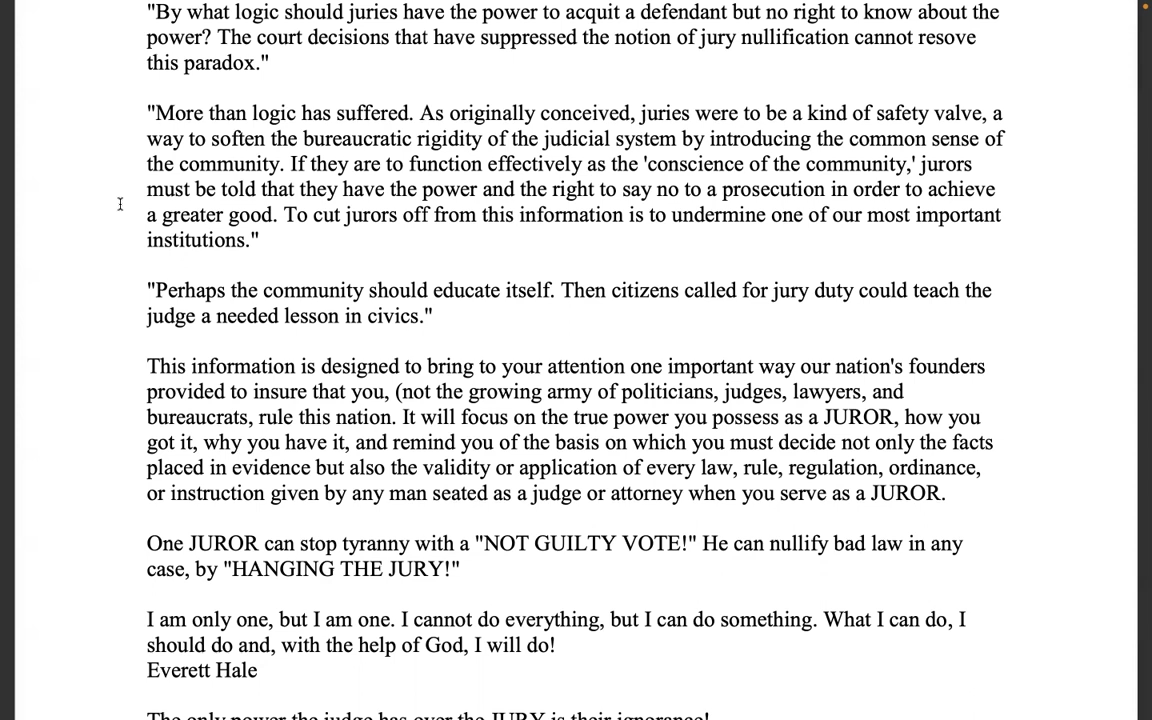 "By what logic should juries have the power to acquit a defendant but no right to know about the
power? The court decisions that have suppressed the notion of jury nullification cannot resove
this paradox."
"More than logic has suffered. As originally conceived, juries were to be a kind of safety valve, a
way to soften the bureaucratic rigidity of the judicial system by introducing the common sense of
the community. If they are to function effectively as the 'conscience of the community,' jurors
must be told that they have the power and the right to say no to a prosecution in order to achieve
a greater good. To cut jurors off from this information is to undermine one of our most important
institutions."
"Perhaps the community should educate itself. Then citizens called for jury duty could teach the
judge a needed lesson in civics."
This information is designed to bring to your attention one important way our nation's founders
provided to insure that you, (not the growing army of politicians, judges, lawyers, and
bureaucrats, rule this nation. It will focus on the true power you possess as a JUROR, how you
got it, why you have it, and remind you of the basis on which you must decide not only the facts
placed in evidence but also the validity or application of every law, rule, regulation, ordinance,
or instruction given by any man seated as a judge or attorney when you serve as a JUROR.
One JUROR can stop tyranny with a "NOT GUILTY VOTE!" He can nullify bad law in any
case, by "HANGING THE JURY!"
I am only one, but I am one. I cannot do everything, but I can do something. What I can do, I
should do and, with the help of God, I will do!
Everett Hale
The only power the judge has over the JURY is their ignorance!